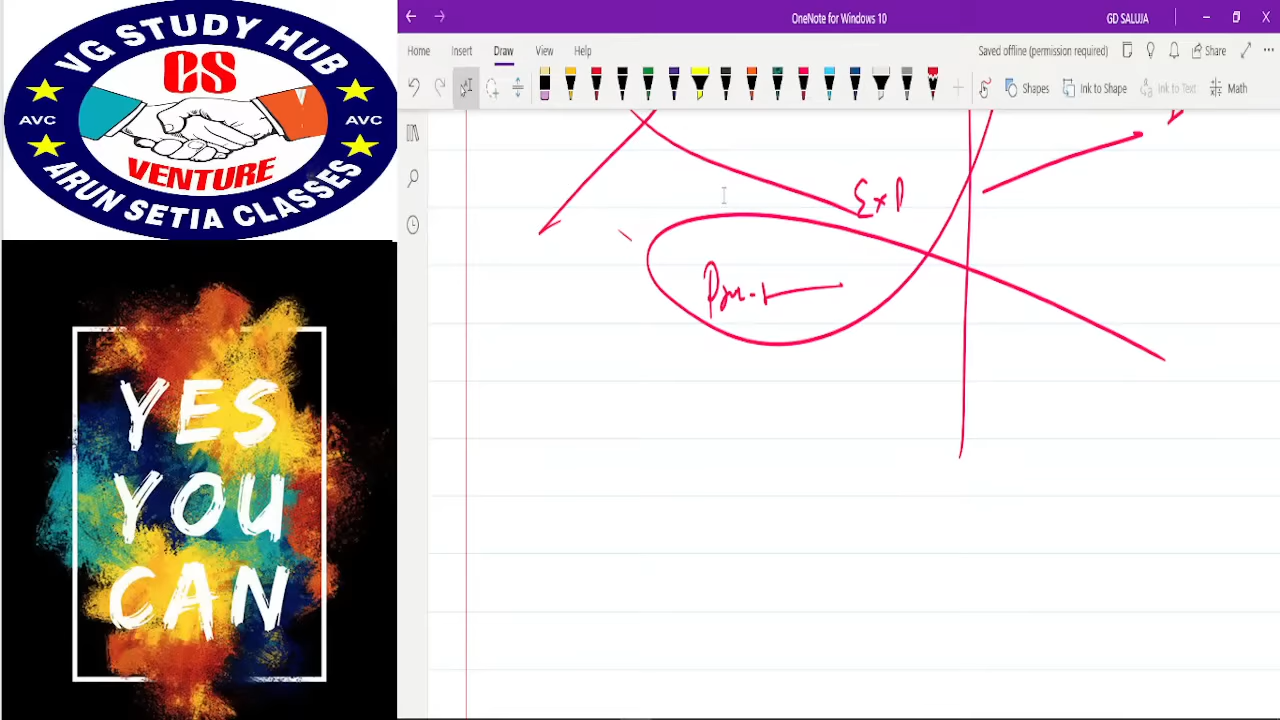 VG STUDY HUB
CS
AVC
AVC
VENTURE
ARUN SETIA CLASSES
YES
YOU
CAN
OneNote for Windows 10
GD SALUJA
Home
Insert
Draw
View
Help
Saved offline (permission required)
Share
Shapes
Ink to Shape
Ink to Text
Math